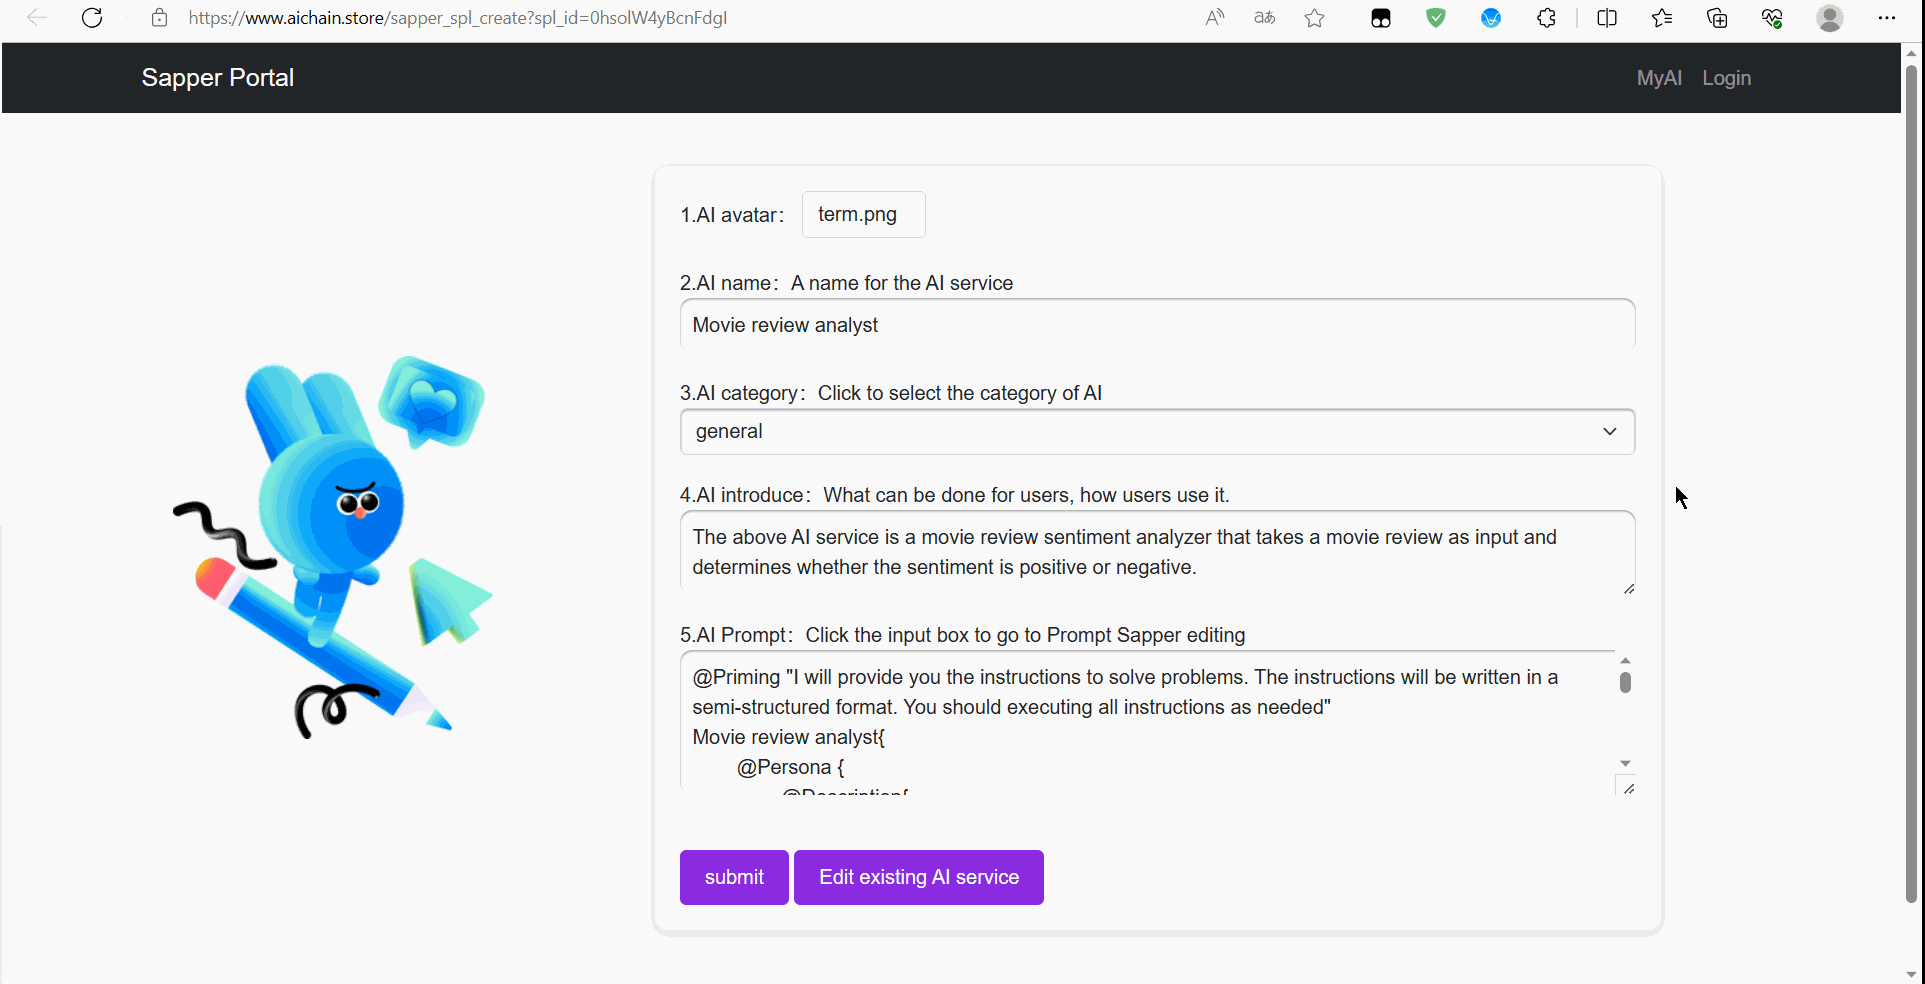 https://www.aichain.store/sapper_spl_create?spl_id=0hsolW4yBcnFdgI
Sapper Portal
MyAI
Login
1.AI avatar：
term.png
2.AI name：A name for the AI service
Movie review analyst
3.AI category：Click to select the category of AI
general
4.AI introduce：What can be done for users, how users use it.
The above AI service is a movie review sentiment analyzer that takes a movie review as input and
determines whether the sentiment is positive or negative.
5.AI Prompt：Click the input box to go to Prompt Sapper editing
@Priming "I will provide you the instructions to solve problems. The instructions will be written in a
semi-structured format. You should executing all instructions as needed"
Movie review analyst{
@Persona {
@Description{
submit
Edit existing AI service